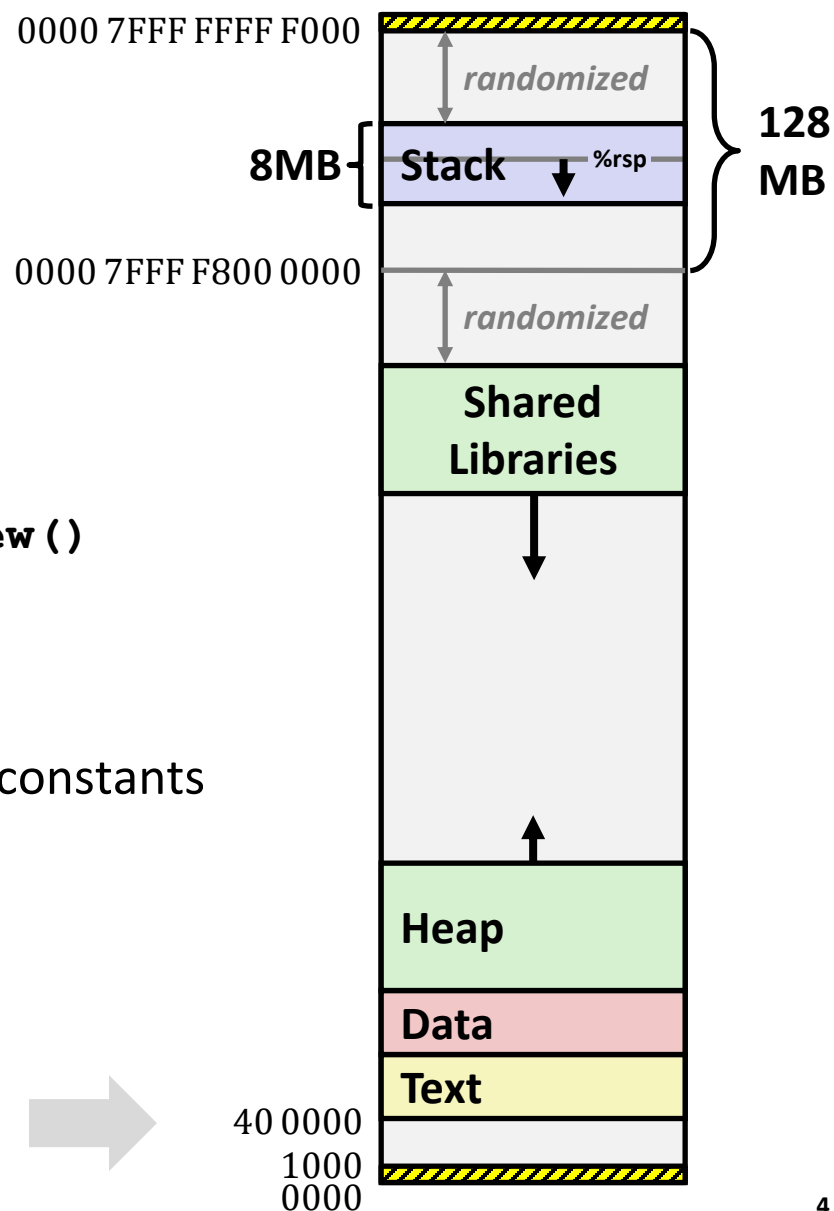 0000 7FFF FFFF F000
randomized
128
MB
8MB
Stack
%rsp
0000 7FFF F800 0000
randomized
Shared
Libraries
ew()
constants
Heap
Data
Text
40 0000
1000
0000
4